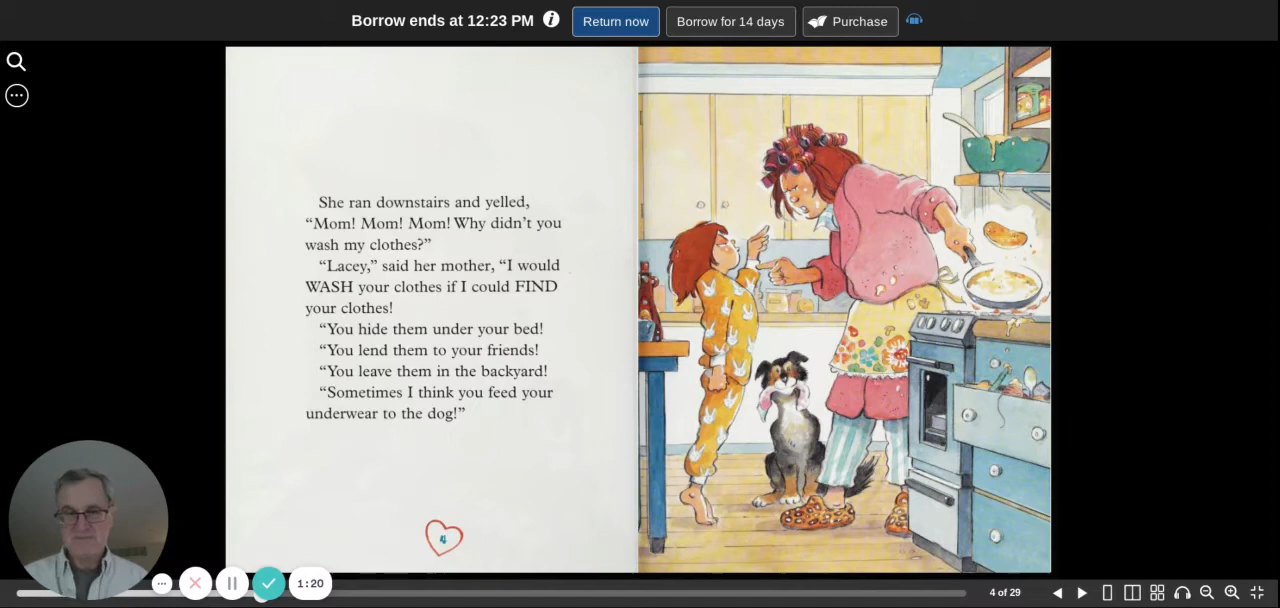 Borrow ends at 12:23 PM
Return now
Borrow for 14 days
Purchase
She ran downstairs and yelled,
“Mom! Mom! Mom! Why didn’t you
wash my clothes?”
“Lacey,” said her mother, “I would
WASH your clothes if I could FIND
your clothes!
“You hide them under your bed!
“You lend them to your friends!
“You leave them in the backyard!
“Sometimes I think you feed your
underwear to the dog!”
4
1:20
4 of 29